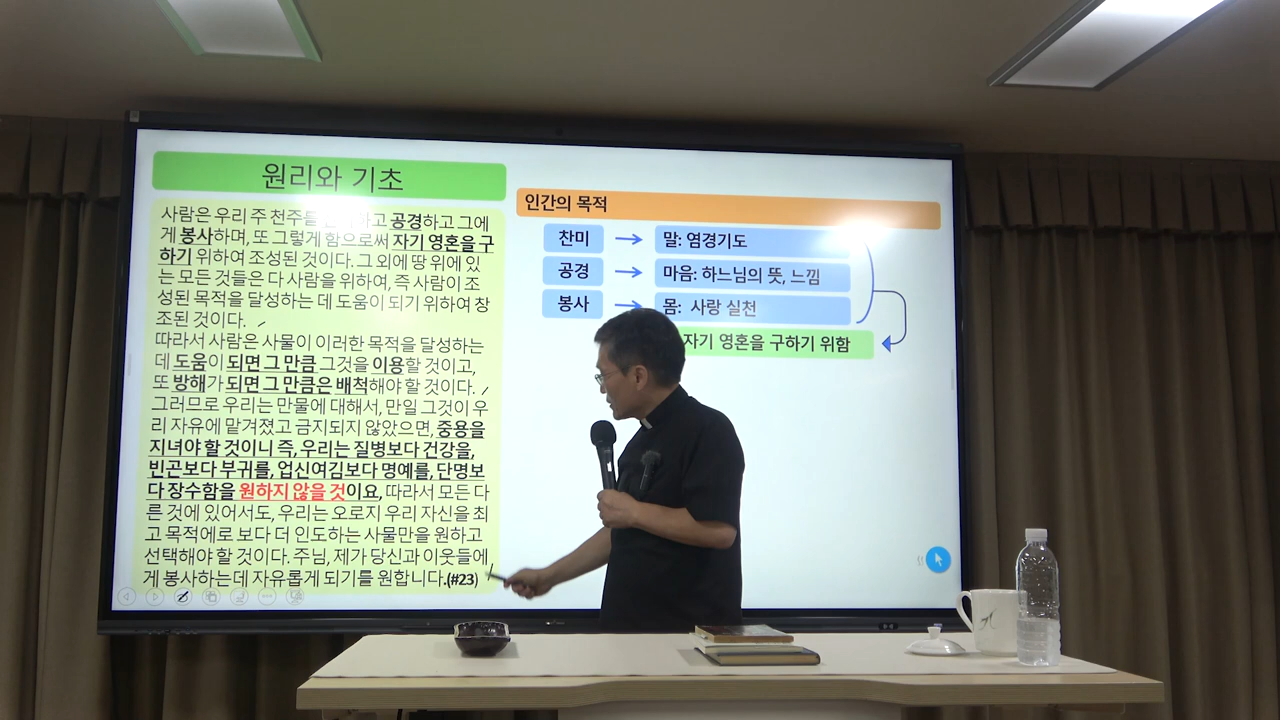 원리와 기초
사람은 우리 주 천주를 하고 공경하고 그에
게 봉사하며, 또 그렇게 함으로써 자기 영혼을 구
하기 위하여 조성된 것이다. 그 외에 땅 위에 있
는 모든 것들은 다 사람을 위하여, 즉 사람이 조
성된 목적을 달성하는 데 도움이 되기 위하여 창
조된 것이다.
따라서 사람은 사물이 이러한 목적을 달성하는
데 도움이 되면 그 만큼 그것을 이용할 것이고,
또 방해가 되면 그 만큼은 배척해야 할 것이다.
그러므로 우리는 만물에 대해서, 만일 그것이 우
리 자유에 맡겨졌고 금지되지 않았으면, 중용을
지녀야 할 것이니 즉, 우리는 질병보다 건강을,
빈곤보다 부귀를, 업신여김보다 명예를, 단명보
다 장수함을 원하지 않을 것이요, 따라서 모든 다
른 것에 있어서도, 우리는 오로지 우리 자신을 최
고 목적에로 보다 더 인도하는 사물만을 원하고
선택해야 할 것이다. 주님, 제가 당신과 이웃들에
게 봉사하는데 자유롭게 되기를 원합니다.(#23)
인간의 목적
찬미 → 말: 염경기도
공경 → 마음: 하느님의 뜻, 느낌
봉사 → 몸: 사랑 실천
자기 영혼을 구하기 위함